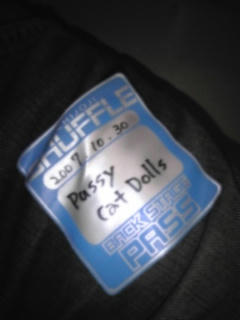 SHUFFLE
2007.10.30
Pussy
Cat Dolls
BACK STAGE
PASS